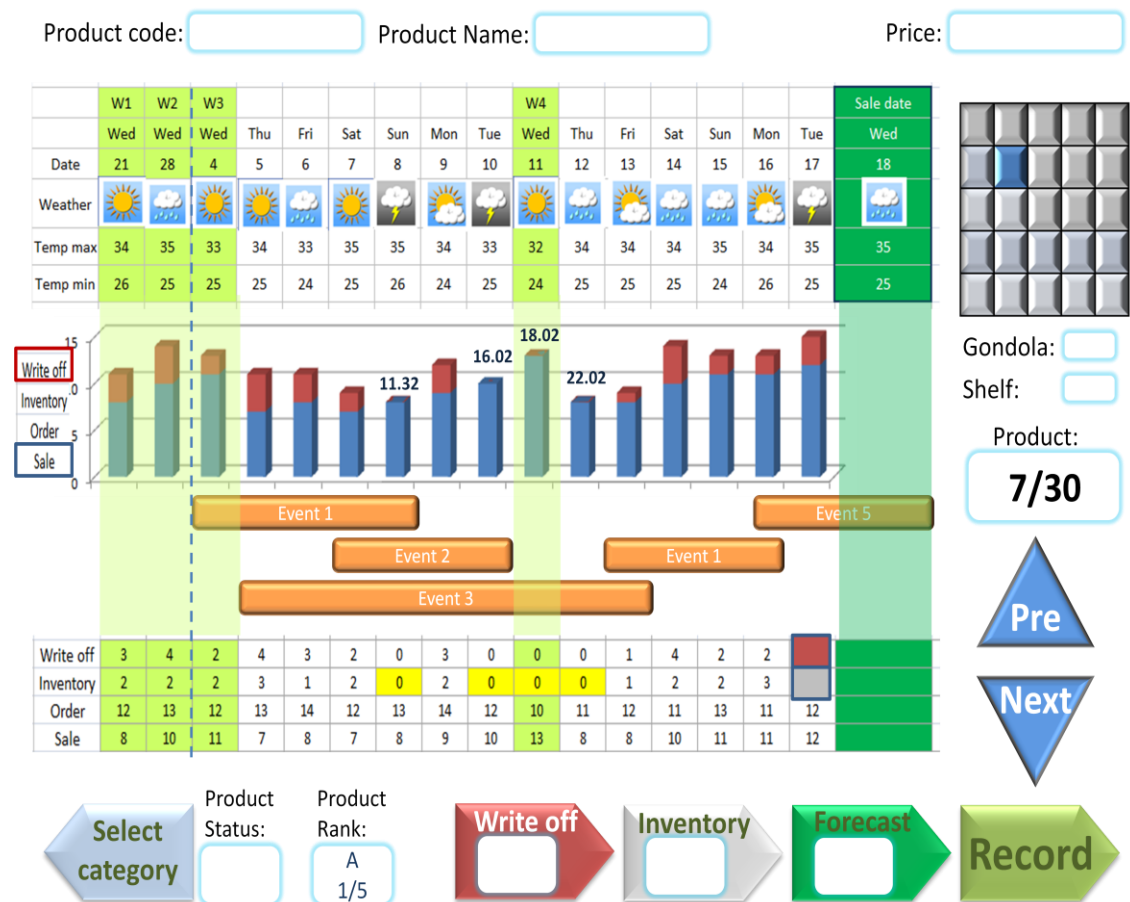 Product code: Product Name: Price:
W1 W2 W3 W4 Sale date
Wed Wed Wed Thu Fri Sat Sun Mon Tue Wed Thu Fri Sat Sun Mon Tue Wed
Date 21 28 4 5 6 7 8 9 10 11 12 13 14 15 16 17 18
Weather
Temp max 34 35 33 34 33 35 35 34 33 32 34 34 34 35 34 35 35
Temp min 26 25 25 25 24 25 26 24 25 24 25 25 25 24 26 25 25
Gondola:
Shelf:
Product:
7/30
Pre
Next
15
Write off
.0
Inventory
Order 5
Sale
0
11.32 16.02 18.02 22.02
Event 1 Event 5
Event 2 Event 1
Event 3
Write off 3 4 2 4 3 2 0 3 0 0 0 1 4 2 2
Inventory 2 2 2 3 1 2 0 2 0 0 0 1 2 2 3
Order 12 13 12 13 14 12 13 14 12 10 11 12 11 13 11 12
Sale 8 10 11 7 8 7 8 9 10 13 8 8 10 11 11 12
Select
category
Product
Status:
Product
Rank:
A
1/5
Write off
Inventory
Forecast
Record